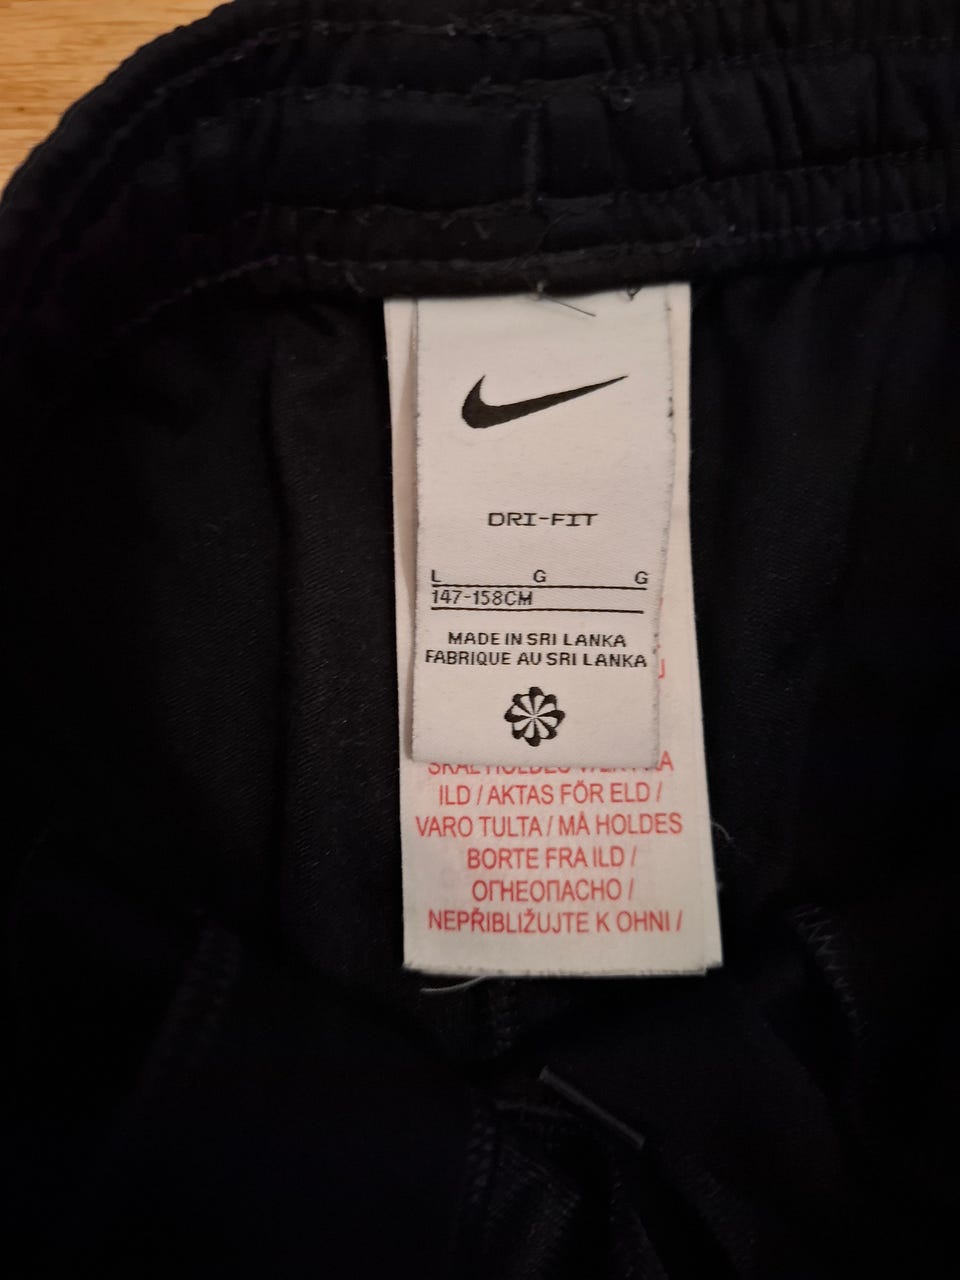 DRI-FIT
L G G
147-158CM
MADE IN SRI LANKA
FABRIQUE AU SRI LANKA
ILD / AKTAS FÖR ELD /
VARO TULTA / MÅ HOLDES
BORTE FRA ILD /
ОГНЕОПАСНО /
NEPŘIBLIŽUJTE K OHNI /